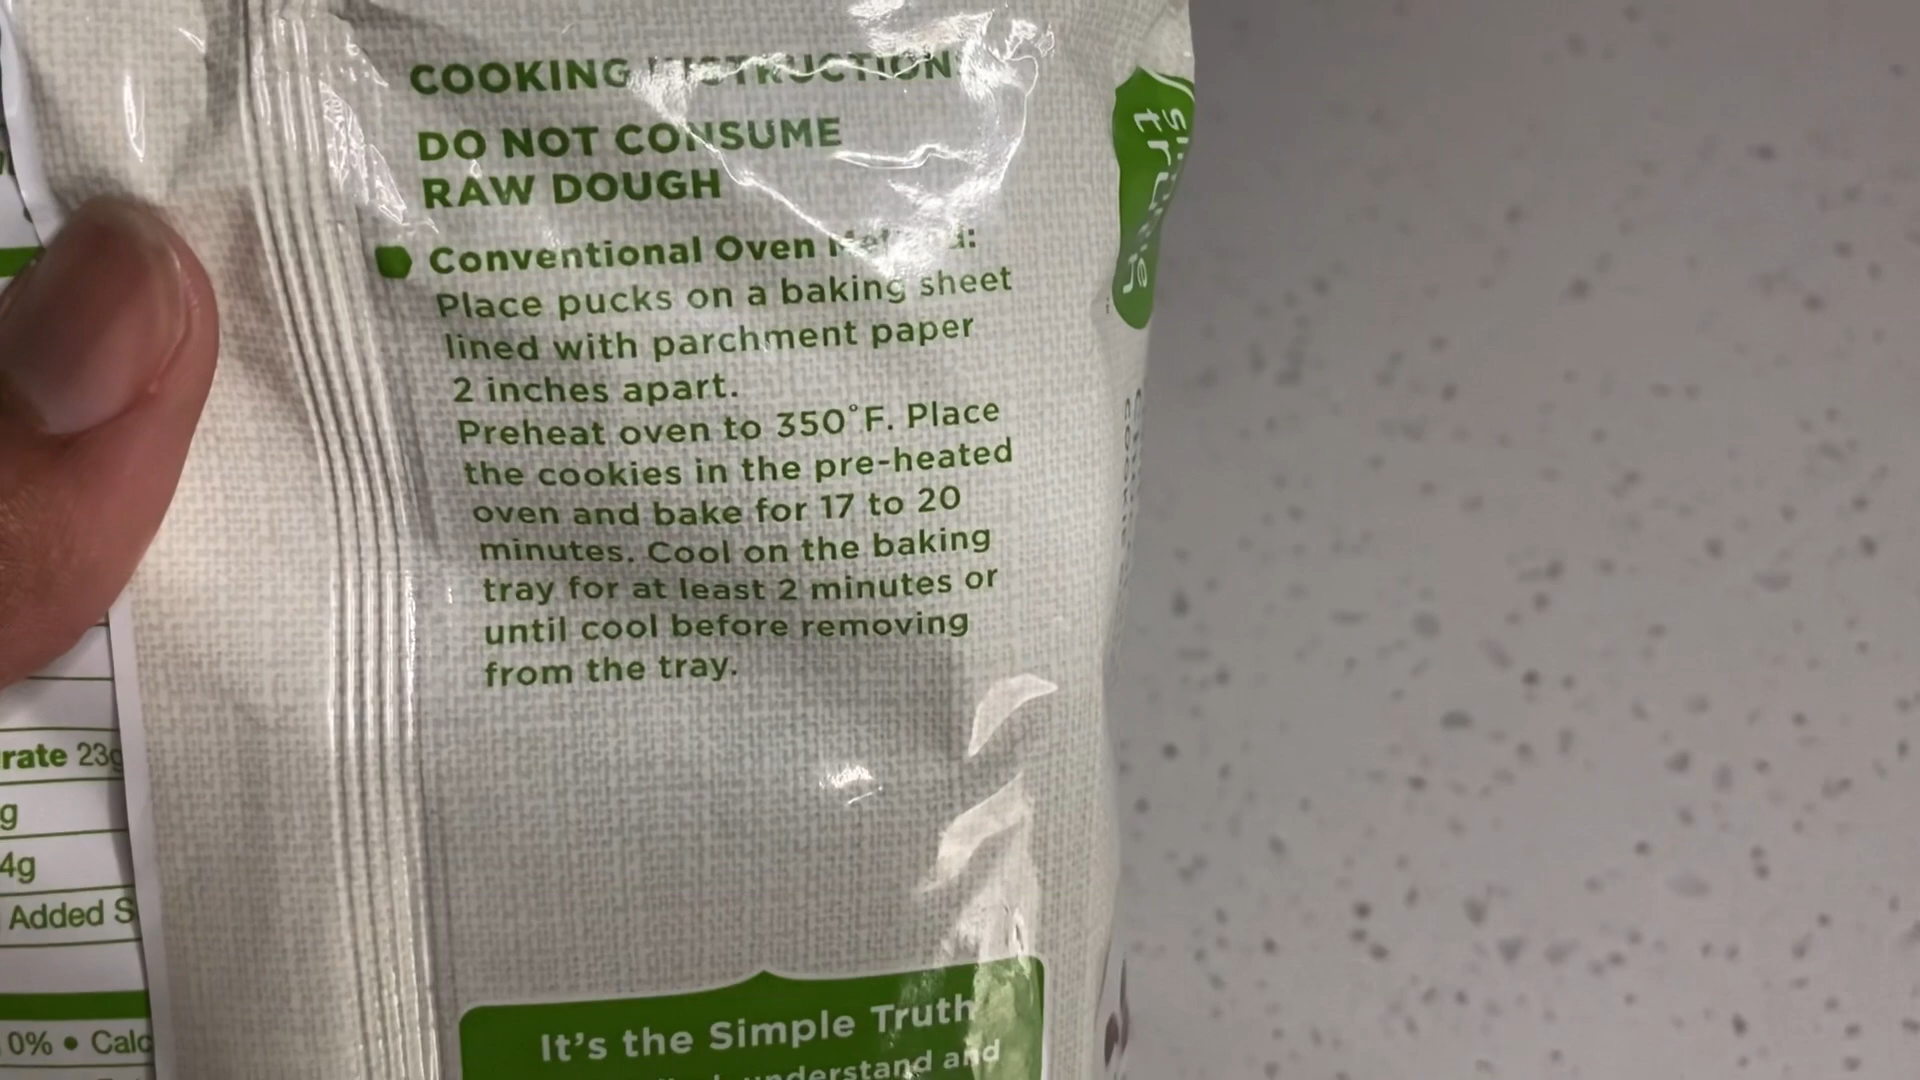 COOKING INSTRUCTIONS
DO NOT CONSUME
RAW DOUGH
Conventional Oven Method:
Place pucks on a baking sheet
lined with parchment paper
2 inches apart.
Preheat oven to 350°F. Place
the cookies in the pre-heated
oven and bake for 17 to 20
minutes. Cool on the baking
tray for at least 2 minutes or
until cool before removing
from the tray.
It's the Simple Truth
understand and
truth
rate 23g
g
4g
Added S
0% • Calc